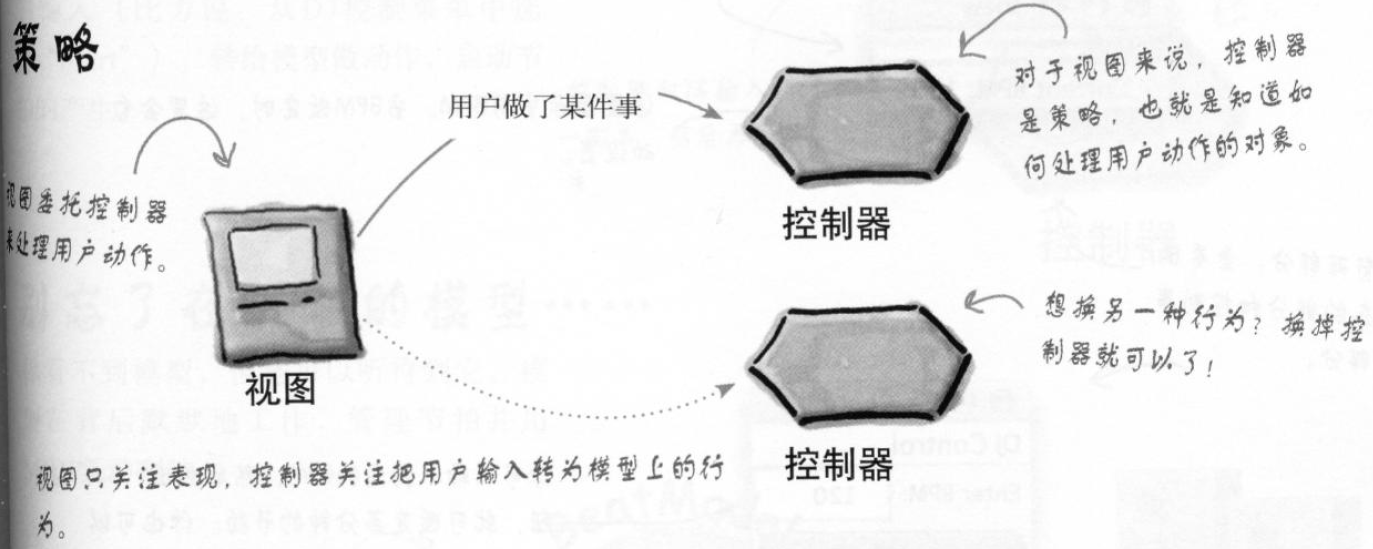 策略
用户做了某件事
对于视图来说，控制器
是策略，也就是知道如
何处理用户动作的对象。
视图委托控制器
来处理用户动作。
控制器
视图
想换另一种行为？换掉控
制器就可以了！
控制器
视图只关注表现，控制器关注把用户输入转为模型上的行
为。